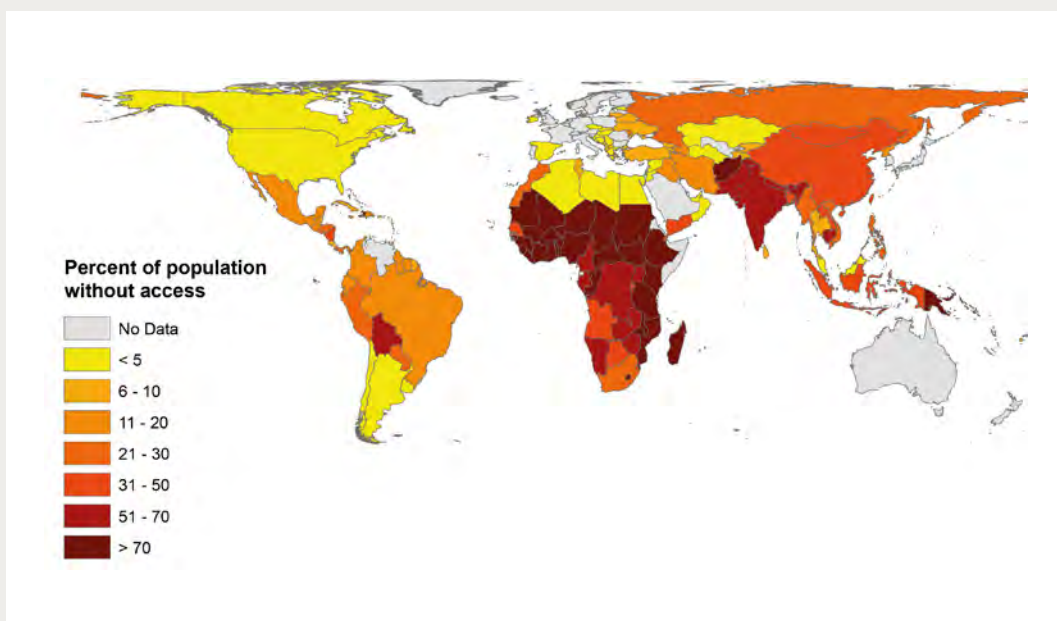 Percent of population
without access
No Data
< 5
6 - 10
11 - 20
21 - 30
31 - 50
51 - 70
> 70